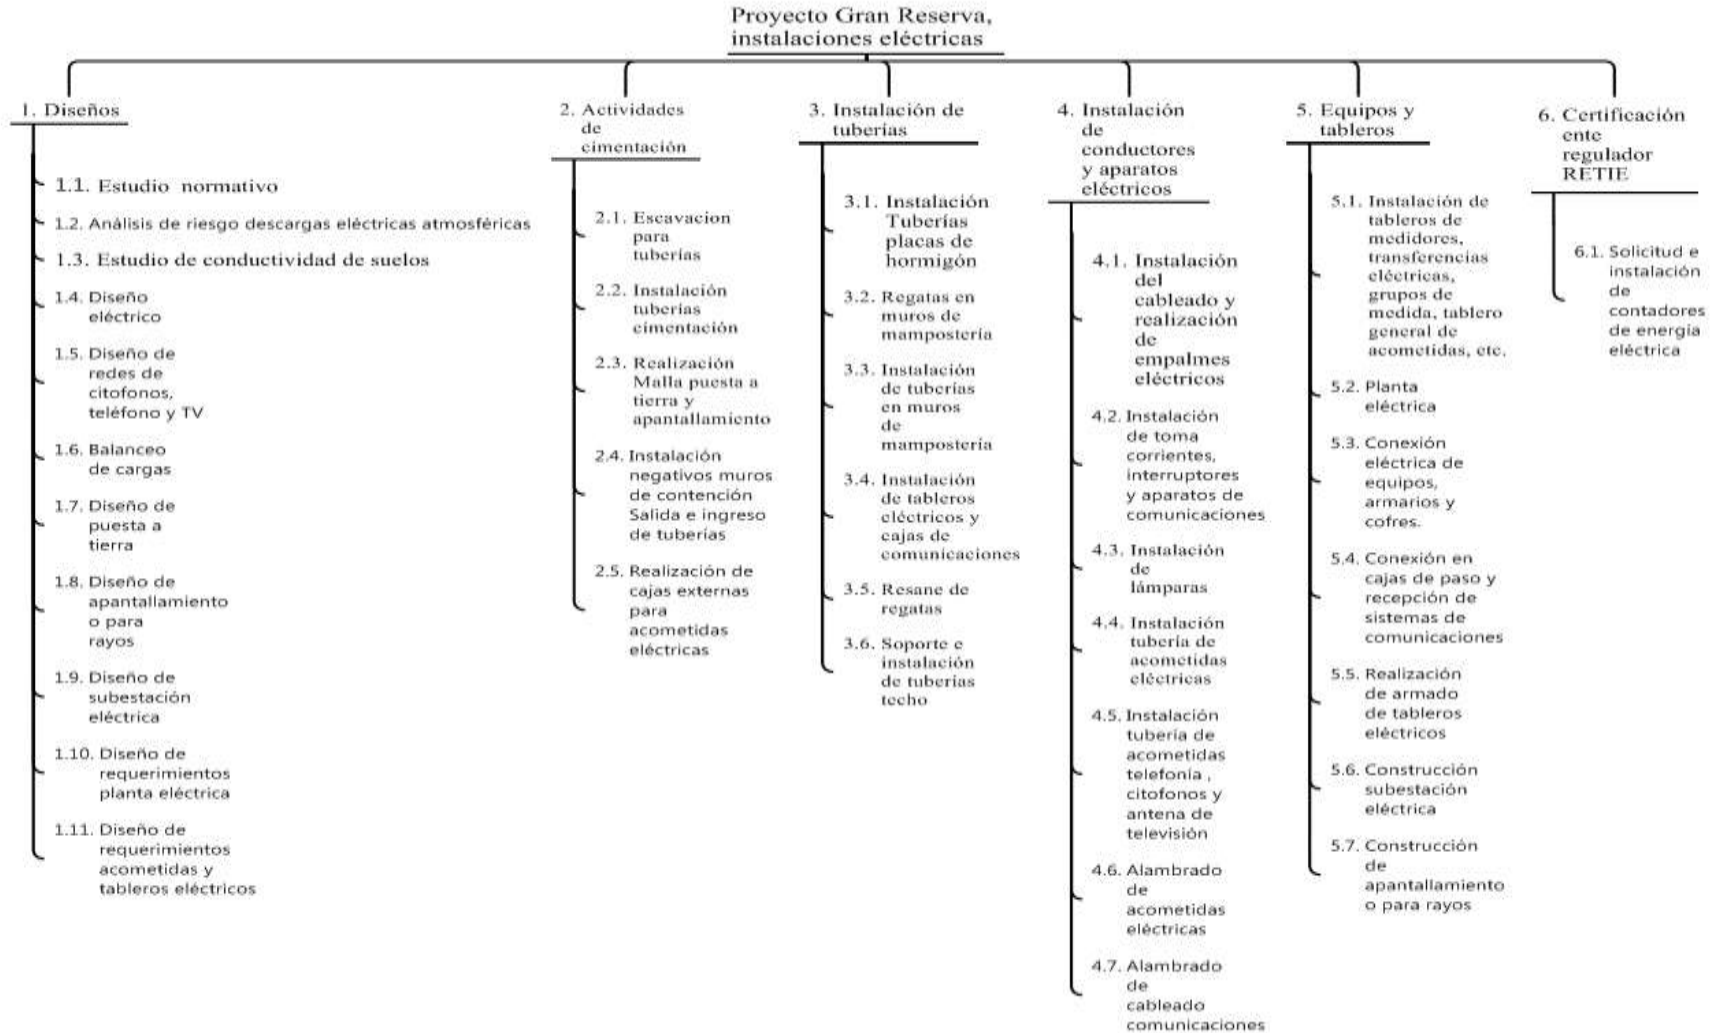 Proyecto Gran Reserva,
instalaciones eléctricas
1. Diseños
1.1. Estudio normativo
1.2. Análisis de riesgo descargas eléctricas atmosféricas
1.3. Estudio de conductividad de suelos
1.4. Diseño
eléctrico
1.5. Diseño de
redes de
citofonos,
teléfono y TV
1.6. Balanceo
de cargas
1.7. Diseño de
puesta a
tierra
1.8. Diseño de
apantallamiento
o para
rayos
1.9. Diseño de
subestación
eléctrica
1.10. Diseño de
requerimientos
planta eléctrica
1.11. Diseño de
requerimientos
acometidas y
tableros eléctricos
2. Actividades
de
cimentación
2.1. Escavacion
para
tuberías
2.2. Instalación
tuberías
cimentación
2.3. Realización
Malla puesta a
tierra y
apantallamiento
2.4. Instalación
negativos muros
de contención
Salida e ingreso
de tuberías
2.5. Realización de
cajas externas
para
acometidas
eléctricas
3. Instalación de
tuberías
3.1. Instalación
Tuberías
placas de
hormigón
3.2. Regatas en
muros de
mampostería
3.3. Instalación
de tuberías
en muros
de
mampostería
3.4. Instalación
de tableros
eléctricos y
cajas de
comunicaciones
3.5. Resane de
regatas
3.6. Soporte e
instalación
de tuberías
techo
4. Instalación
de
conductores
y aparatos
eléctricos
4.1. Instalación
del
cableado y
realización
de
empalmes
eléctricos
4.2. Instalación
de toma
corrientes,
interruptores
y aparatos de
comunicaciones
4.3. Instalación
de
lámparas
4.4. Instalación
tubería de
acometidas
eléctricas
4.5. Instalación
tubería de
acometidas
telefonía ,
citofonos y
antena de
televisión
4.6. Alambrado
de
acometidas
eléctricas
4.7. Alambrado
de
cableado
comunicaciones
5. Equipos y
tableros
5.1. Instalación de
tableros de
medidores,
transferencias
eléctricas,
grupos de
medida, tablero
general de
acometidas, etc.
5.2. Planta
eléctrica
5.3. Conexión
eléctrica de
equipos,
armarios y
cofres.
5.4. Conexión en
cajas de paso y
recepción de
sistemas de
comunicaciones
5.5. Realización
de armado
de tableros
eléctricos
5.6. Construcción
subestación
eléctrica
5.7. Construcción
de
apantallamiento
o para rayos
6. Certificación
ente
regulador
RETIE
6.1. Solicitud e
instalación
de
contadores
de energía
eléctrica